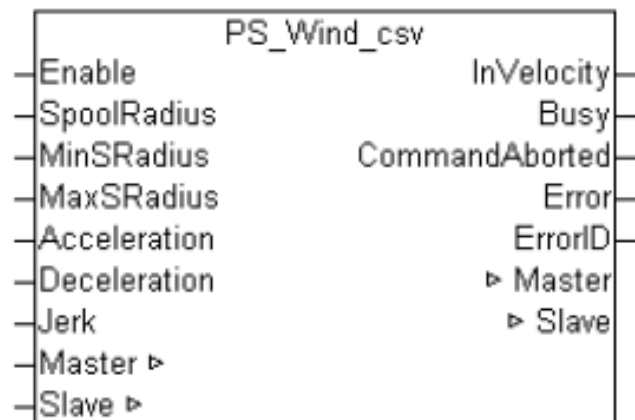 PS_Wind_csv
Enable InVelocity
SpoolRadius Busy
MinSRadius CommandAborted
MaxSRadius Error
Acceleration ErrorID
Deceleration ▷ Master
Jerk ▷ Slave
Master ▷
Slave ▷